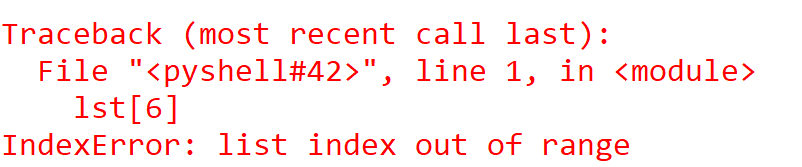 Traceback (most recent call last):
  File "<pyshell#42>", line 1, in <module>
    lst[6]
IndexError: list index out of range